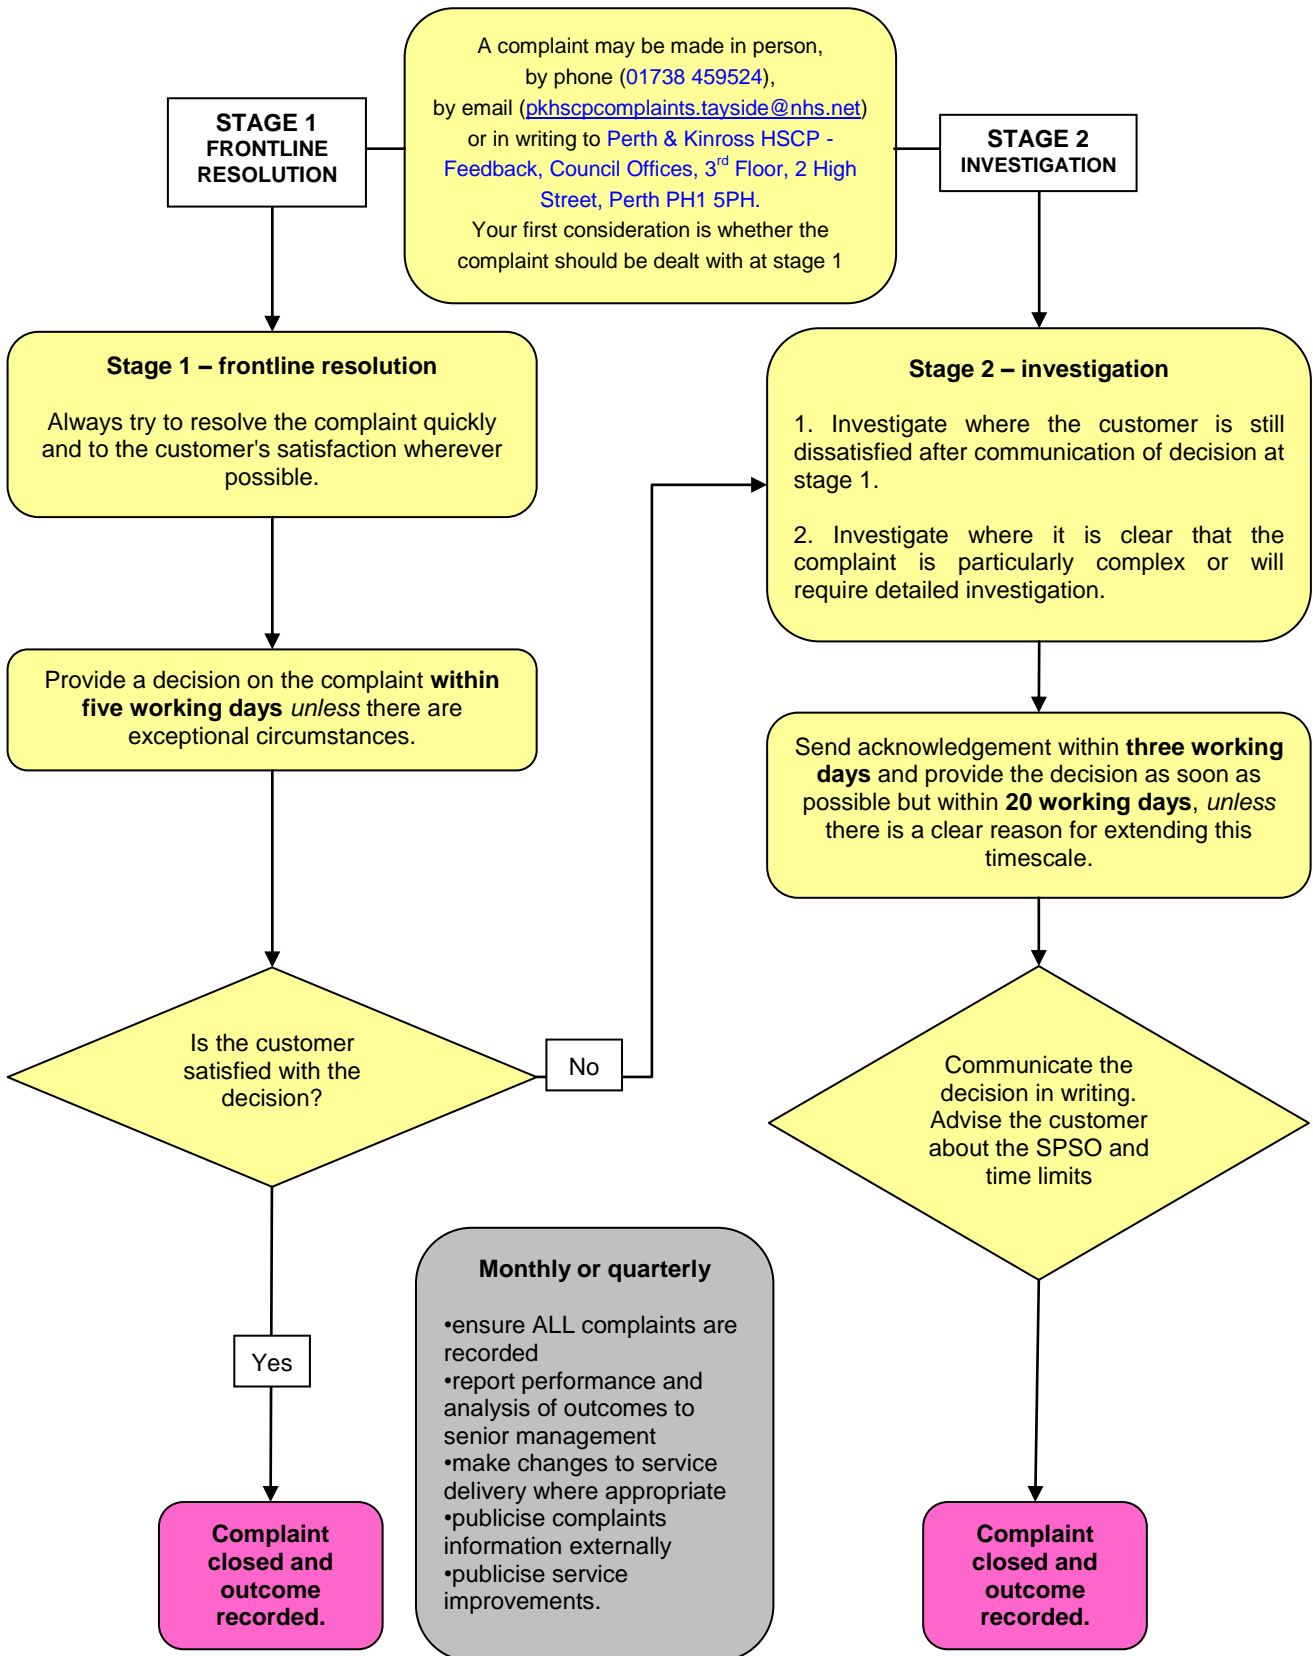 A complaint may be made in person,
by phone (01738 459524),
by email (pkhscpcomplaints.tayside@nhs.net)
or in writing to Perth & Kinross HSCP -
Feedback, Council Offices, 3rd Floor, 2 High
Street, Perth PH1 5PH.
Your first consideration is whether the
complaint should be dealt with at stage 1
STAGE 1
FRONTLINE
RESOLUTION
STAGE 2
INVESTIGATION
Stage 1 – frontline resolution
Always try to resolve the complaint quickly
and to the customer's satisfaction wherever
possible.
Provide a decision on the complaint within
five working days unless there are
exceptional circumstances.
Is the customer
satisfied with the
decision?
No
Yes
Complaint
closed and
outcome
recorded.
Stage 2 – investigation
1. Investigate where the customer is still
dissatisfied after communication of decision at
stage 1.
2. Investigate where it is clear that the
complaint is particularly complex or will
require detailed investigation.
Send acknowledgement within three working
days and provide the decision as soon as
possible but within 20 working days, unless
there is a clear reason for extending this
timescale.
Communicate the
decision in writing.
Advise the customer
about the SPSO and
time limits
Complaint
closed and
outcome
recorded.
Monthly or quarterly
•ensure ALL complaints are
recorded
•report performance and
analysis of outcomes to
senior management
•make changes to service
delivery where appropriate
•publicise complaints
information externally
•publicise service
improvements.